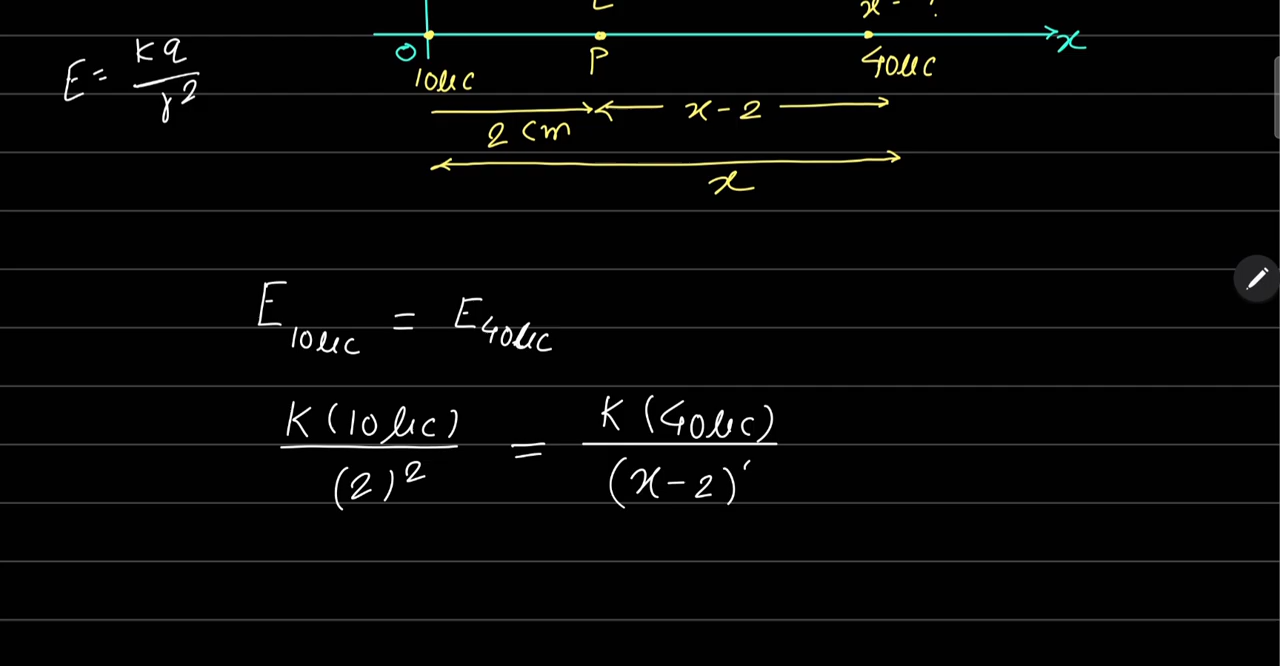 x
O
P
10μc
40μc
E = kq / r²
2 cm
x - 2
x
E10μc = E40μc
K(10μc) / (2)² = K(40μc) / (x-2)